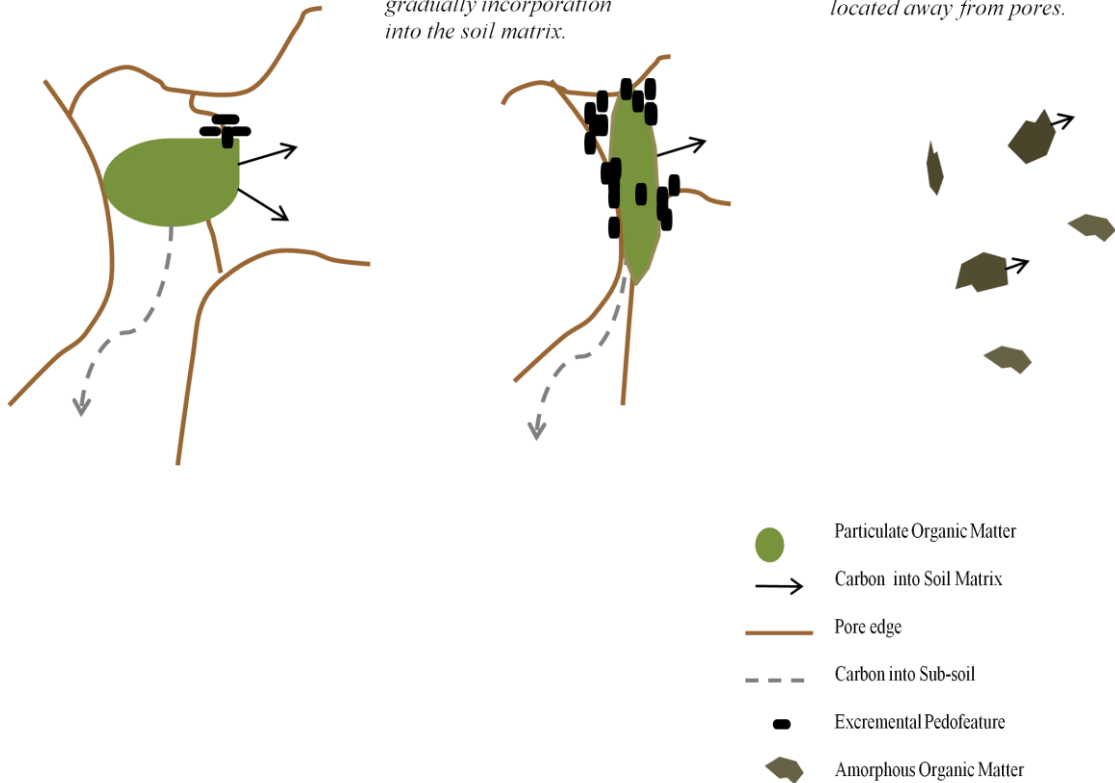 gradually incorporation
into the soil matrix.
located away from pores.
Particulate Organic Matter
Carbon into Soil Matrix
Pore edge
Carbon into Sub-soil
Excremental Pedofeature
Amorphous Organic Matter